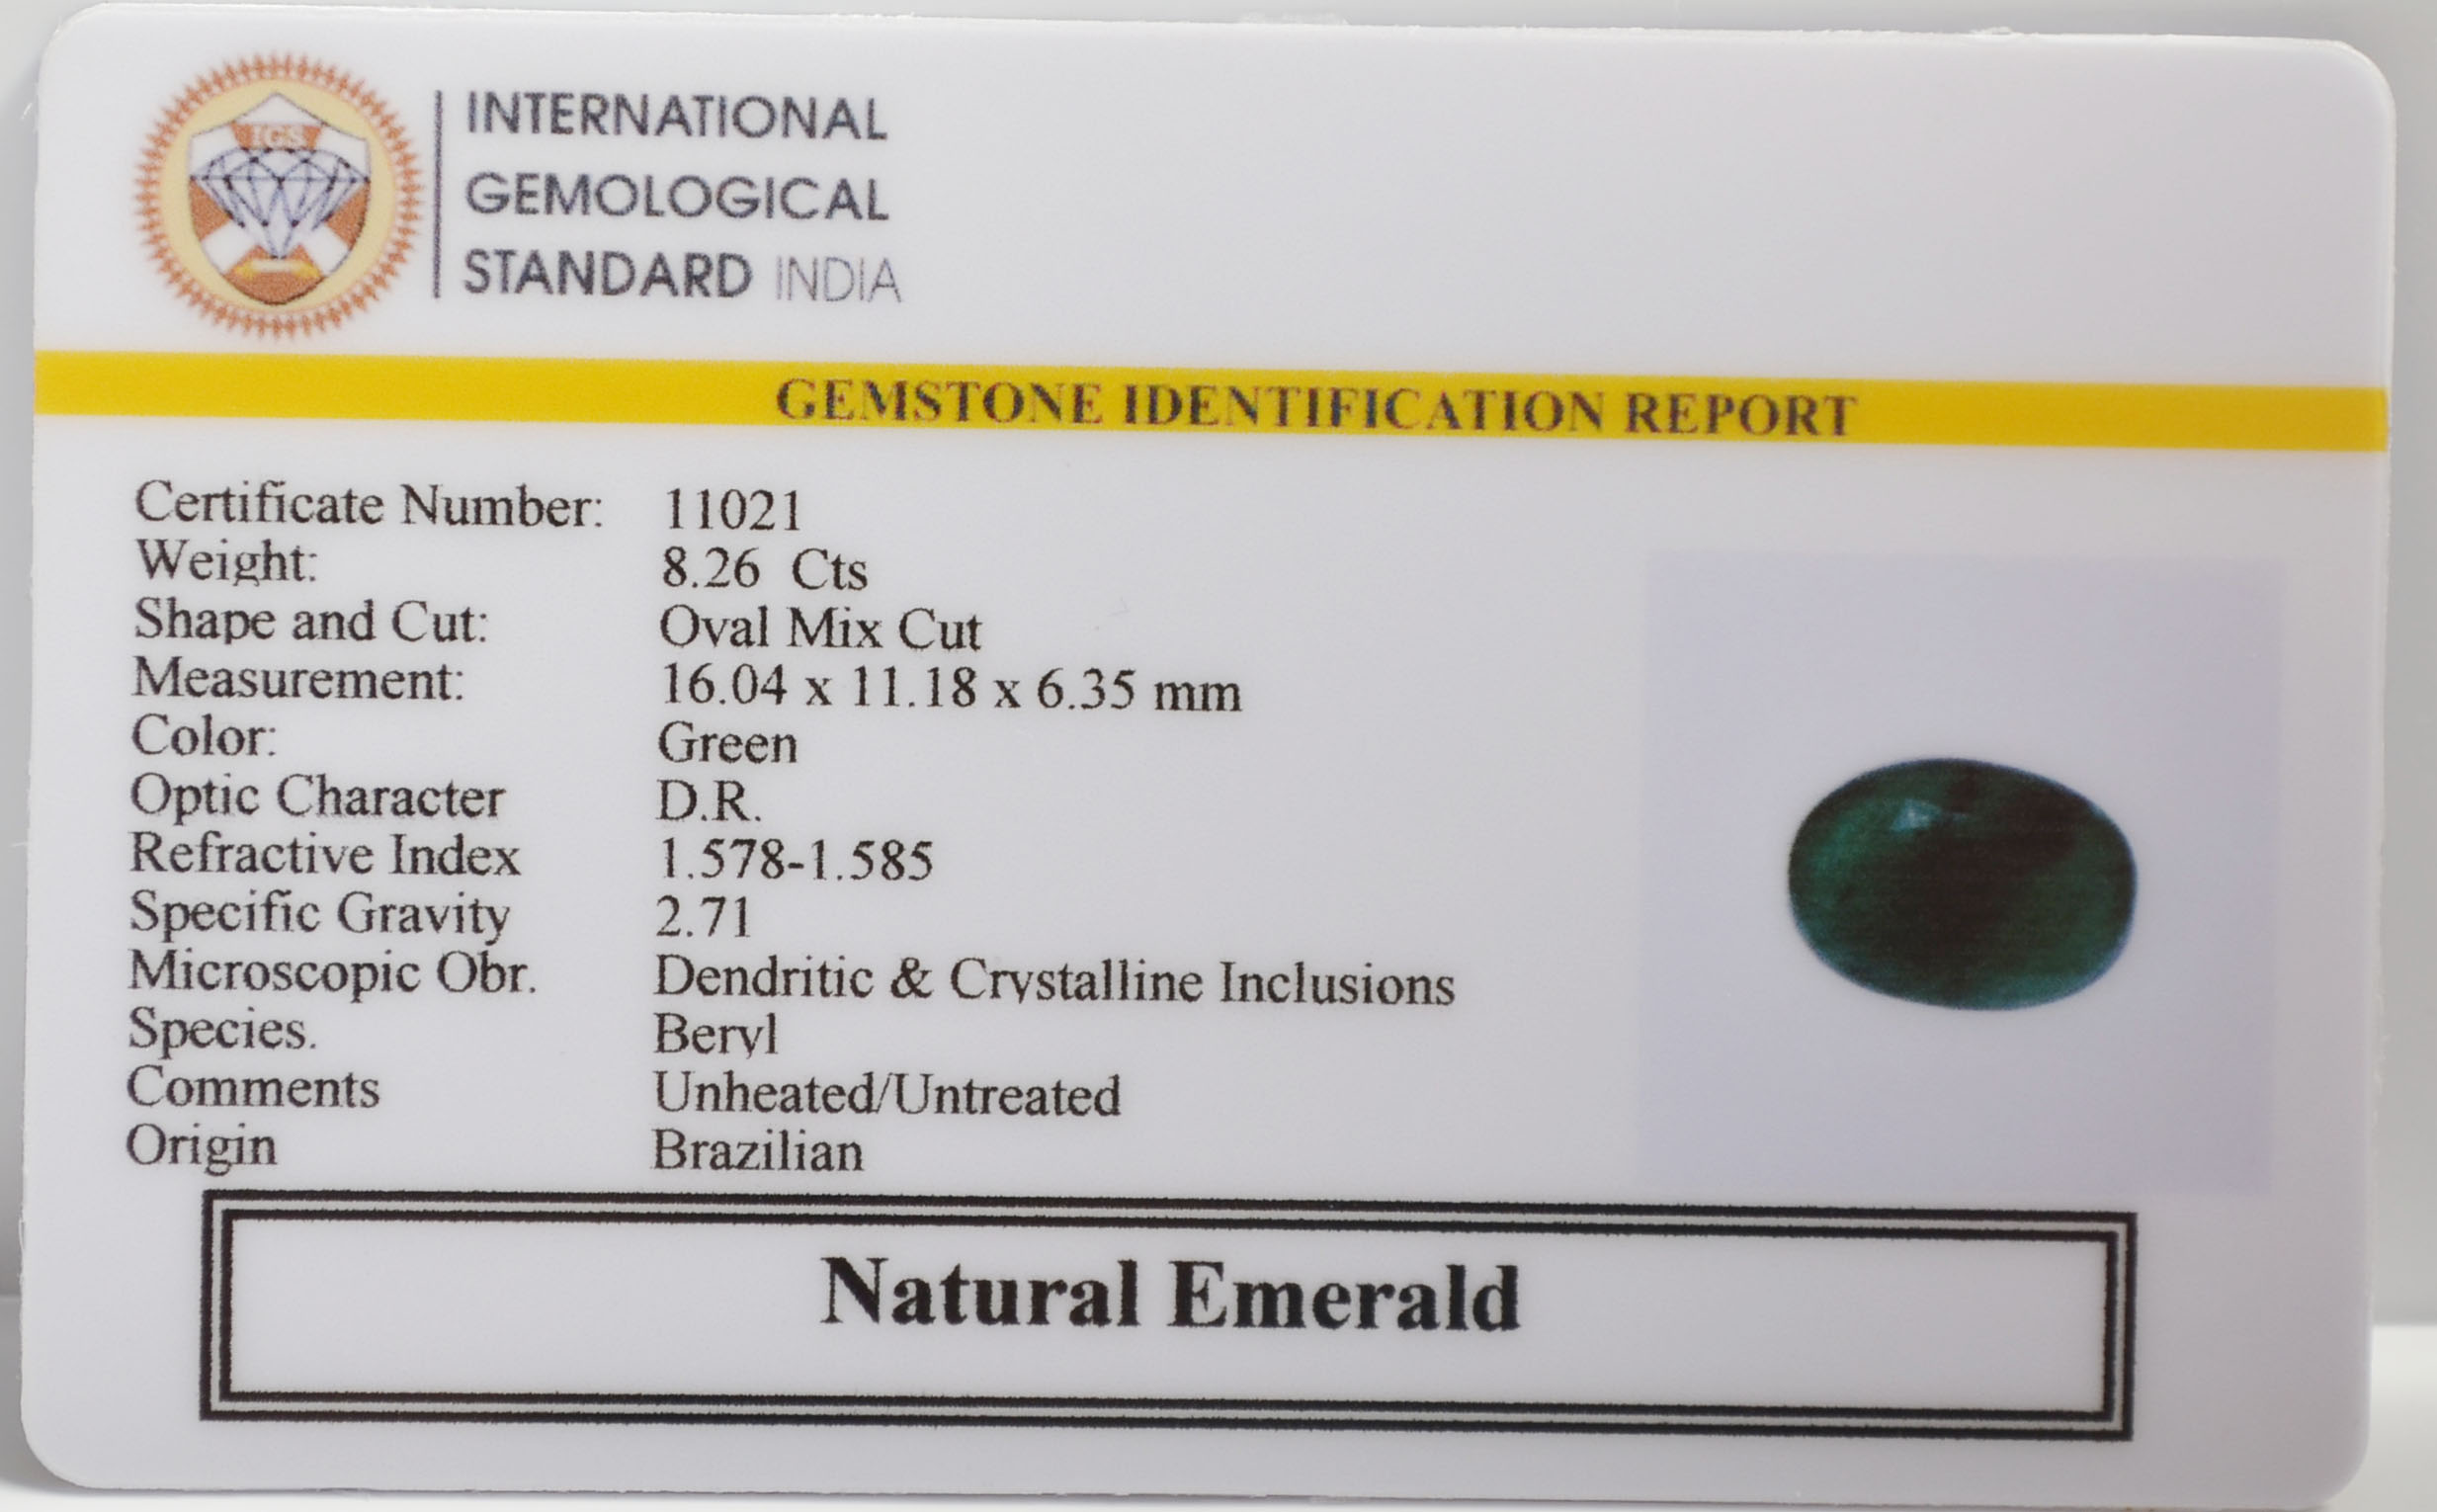 IGS
INTERNATIONAL
GEMOLOGICAL
STANDARD INDIA
GEMSTONE IDENTIFICATION REPORT
Certificate Number: 11021
Weight: 8.26 Cts
Shape and Cut: Oval Mix Cut
Measurement: 16.04 x 11.18 x 6.35 mm
Color: Green
Optic Character D.R.
Refractive Index 1.578-1.585
Specific Gravity 2.71
Microscopic Obr. Dendritic & Crystalline Inclusions
Species. Beryl
Comments Unheated/Untreated
Origin Brazilian
Natural Emerald